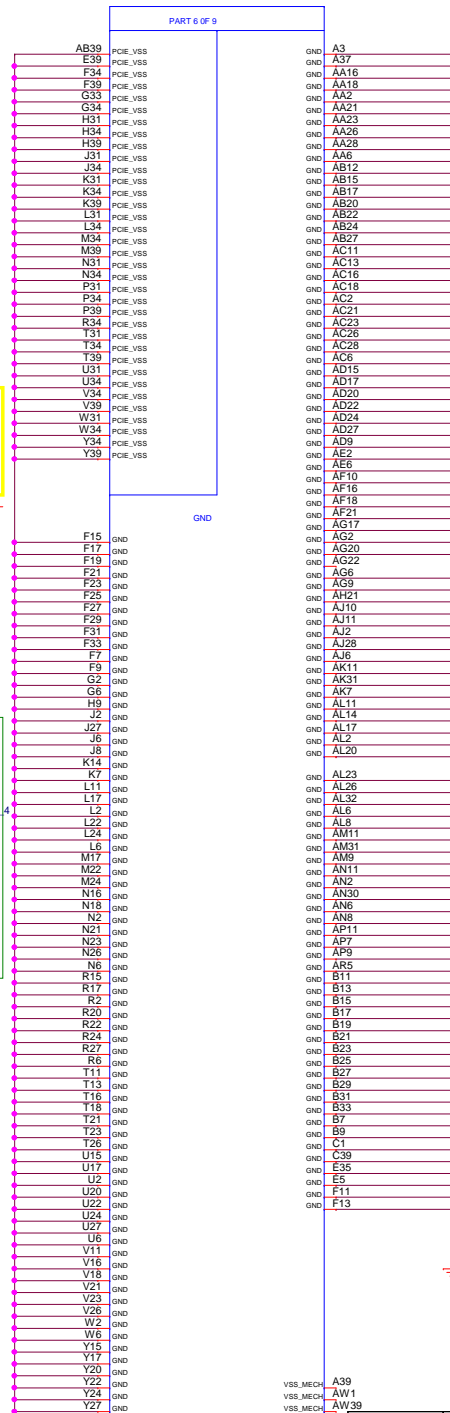 PART 6 0F 9
AB39 PCIE_VSS
E39 PCIE_VSS
F34 PCIE_VSS
F39 PCIE_VSS
G33 PCIE_VSS
G34 PCIE_VSS
H31 PCIE_VSS
H34 PCIE_VSS
H39 PCIE_VSS
J31 PCIE_VSS
J34 PCIE_VSS
K31 PCIE_VSS
K34 PCIE_VSS
K39 PCIE_VSS
L31 PCIE_VSS
L34 PCIE_VSS
M34 PCIE_VSS
M39 PCIE_VSS
N31 PCIE_VSS
N34 PCIE_VSS
P31 PCIE_VSS
P34 PCIE_VSS
P39 PCIE_VSS
R34 PCIE_VSS
T31 PCIE_VSS
T34 PCIE_VSS
T39 PCIE_VSS
U31 PCIE_VSS
U34 PCIE_VSS
V34 PCIE_VSS
V39 PCIE_VSS
W31 PCIE_VSS
W34 PCIE_VSS
Y34 PCIE_VSS
Y39 PCIE_VSS
GND
F15 GND
F17 GND
F19 GND
F21 GND
F23 GND
F25 GND
F27 GND
F29 GND
F31 GND
F33 GND
F7 GND
F9 GND
G2 GND
G6 GND
H9 GND
J2 GND
J27 GND
J6 GND
J8 GND
K14 GND
K7 GND
L11 GND
L17 GND
4
L2 GND
L22 GND
L24 GND
L6 GND
M17 GND
M22 GND
M24 GND
N16 GND
N18 GND
N2 GND
N21 GND
N23 GND
N26 GND
N6 GND
R15 GND
R17 GND
R2 GND
R20 GND
R22 GND
R24 GND
R27 GND
R6 GND
T11 GND
T13 GND
T16 GND
T18 GND
T21 GND
T23 GND
T26 GND
U15 GND
U17 GND
U2 GND
U20 GND
U22 GND
U24 GND
U27 GND
U6 GND
V11 GND
V16 GND
V18 GND
V21 GND
V23 GND
V26 GND
W2 GND
W6 GND
Y15 GND
Y17 GND
Y20 GND
Y22 GND
Y24 GND
Y27 GND
GND A3
GND A37
GND AA16
GND AA18
GND AA2
GND AA21
GND AA23
GND AA26
GND AA28
GND AA6
GND AB12
GND AB15
GND AB17
GND AB20
GND AB22
GND AB24
GND AB27
GND AC11
GND AC13
GND AC16
GND AC18
GND AC2
GND AC21
GND AC23
GND AC26
GND AC28
GND AC6
GND AD15
GND AD17
GND AD20
GND AD22
GND AD24
GND AD27
GND AD9
GND AE2
GND AE6
GND AF10
GND AF16
GND AF18
GND AF21
GND AG17
GND AG2
GND AG20
GND AG22
GND AG6
GND AG9
GND AH21
GND AJ10
GND AJ11
GND AJ2
GND AJ28
GND AJ6
GND AK11
GND AK31
GND AK7
GND AL11
GND AL14
GND AL17
GND AL2
GND AL20
GND AL23
GND AL26
GND AL32
GND AL6
GND AL8
GND AM11
GND AM31
GND AM9
GND AN11
GND AN2
GND AN30
GND AN6
GND AN8
GND AP11
GND AP7
GND AP9
GND AR5
GND B11
GND B13
GND B15
GND B17
GND B19
GND B21
GND B23
GND B25
GND B27
GND B29
GND B31
GND B33
GND B7
GND B9
GND C1
GND C39
GND E35
GND E5
GND F11
GND F13
VSS_MECH A39
VSS_MECH AW1
VSS_MECH AW39